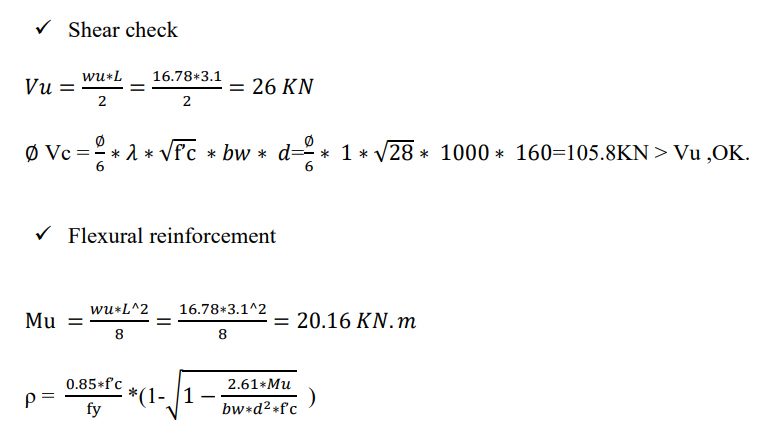 ✓ Shear check
Vu = wu*L/2 = 16.78*3.1/2 = 26 KN
Ø Vc = Ø/6 * λ * √f'c * bw * d=Ø/6 * 1 * √28 * 1000 * 160=105.8KN > Vu ,OK.
✓ Flexural reinforcement
Mu = wu*L^2/8 = 16.78*3.1^2/8 = 20.16 KN.m
ρ = 0.85*f'c/fy *(1-√(1 − 2.61*Mu/bw*d²*f'c) )